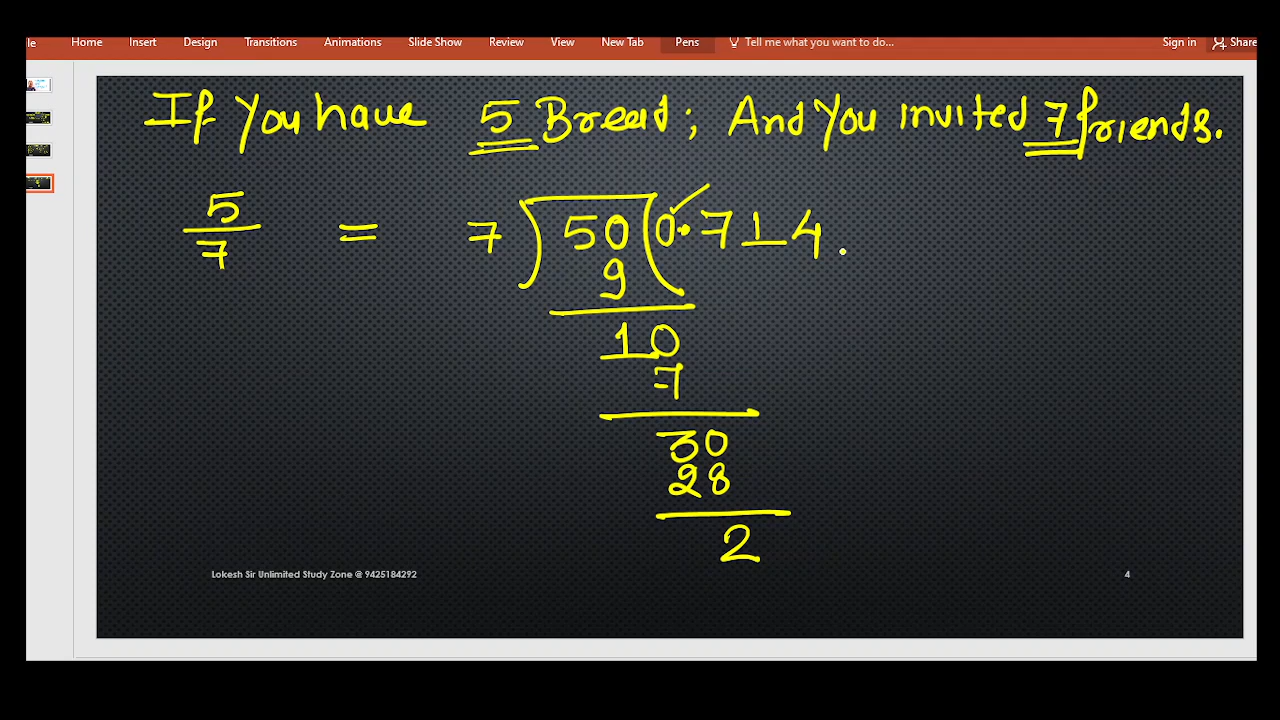 le Home Insert Design Transitions Animations Slide Show Review View New Tab Pens Tell me what you want to do... Sign in Share
If You have 5 Bread; And You invited 7 friends.
5/7 = 7 ) 50 ( 0.714.
9
10
7
30
28
2
Lokesh Sir Unlimited Study Zone @ 9425184292 4